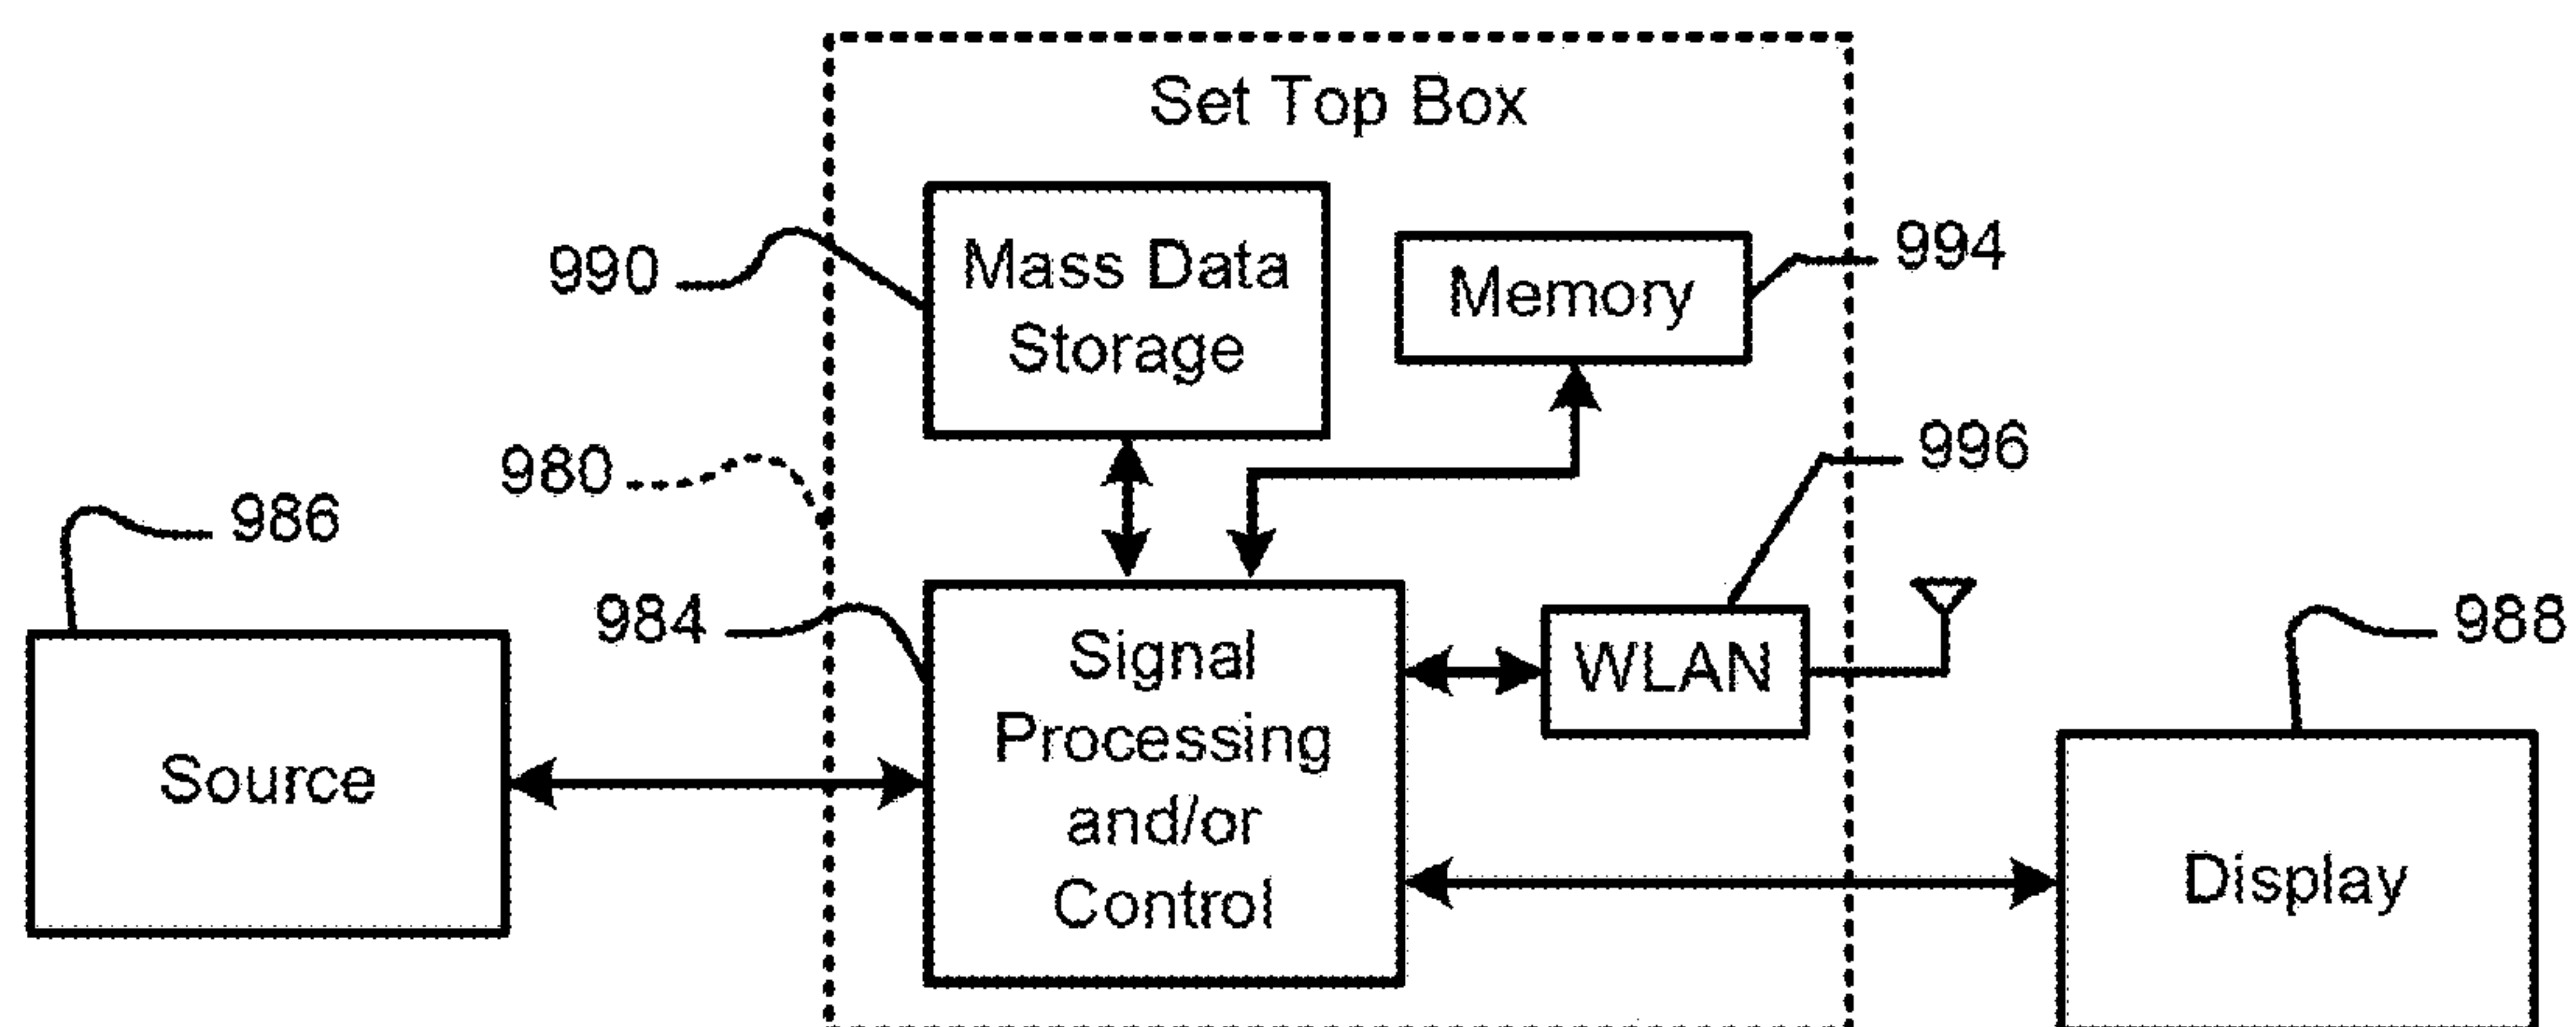 Set Top Box
990
Mass Data
Storage
Memory
994
980
996
986
984
Source
Signal
Processing
and/or
Control
WLAN
988
Display